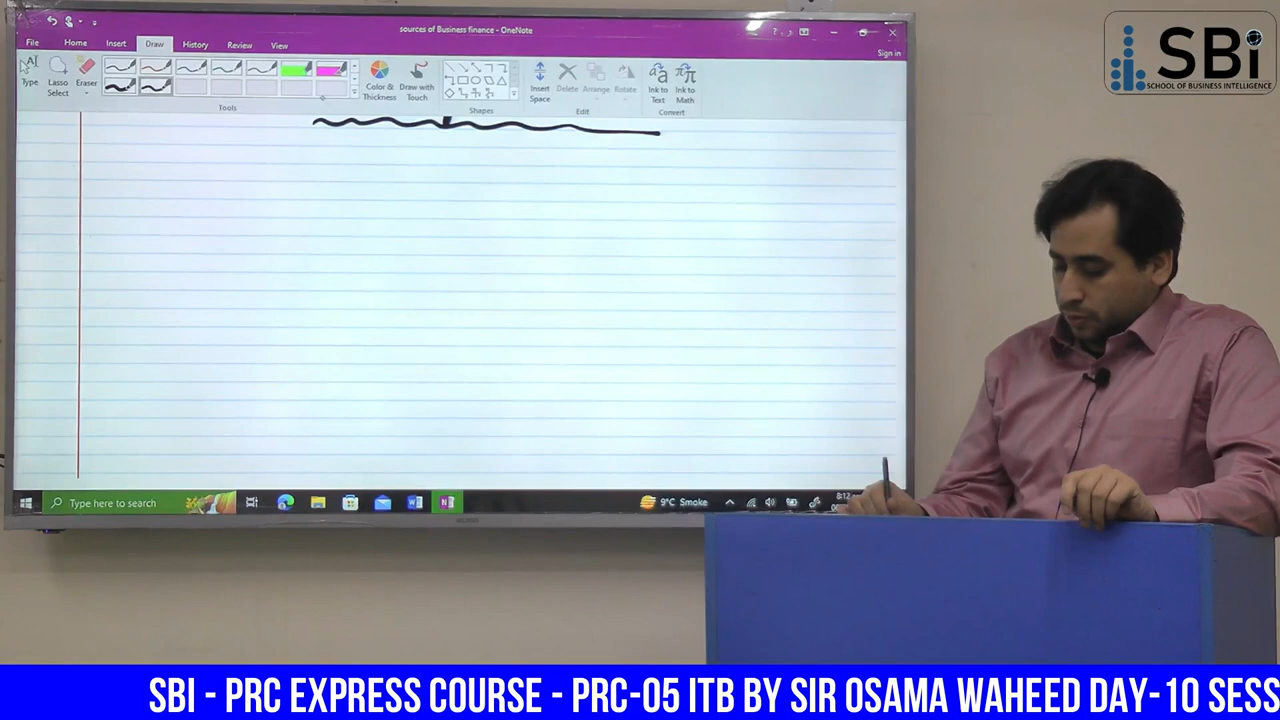 sources of Business finance - OneNote
Sign in
File Home Insert Draw History Review View
Type
Lasso Select
Eraser
Color & Thickness
Draw with Touch
Insert Space
Delete
Arrange
Rotate
Ink to Text
Ink to Math
Tools
Shapes
Edit
Convert
SBi
SCHOOL OF BUSINESS INTELLIGENCE
Type here to search
9°C Smoke
8:12
SBI - PRC EXPRESS COURSE - PRC-05 ITB BY SIR OSAMA WAHEED DAY-10 SESS